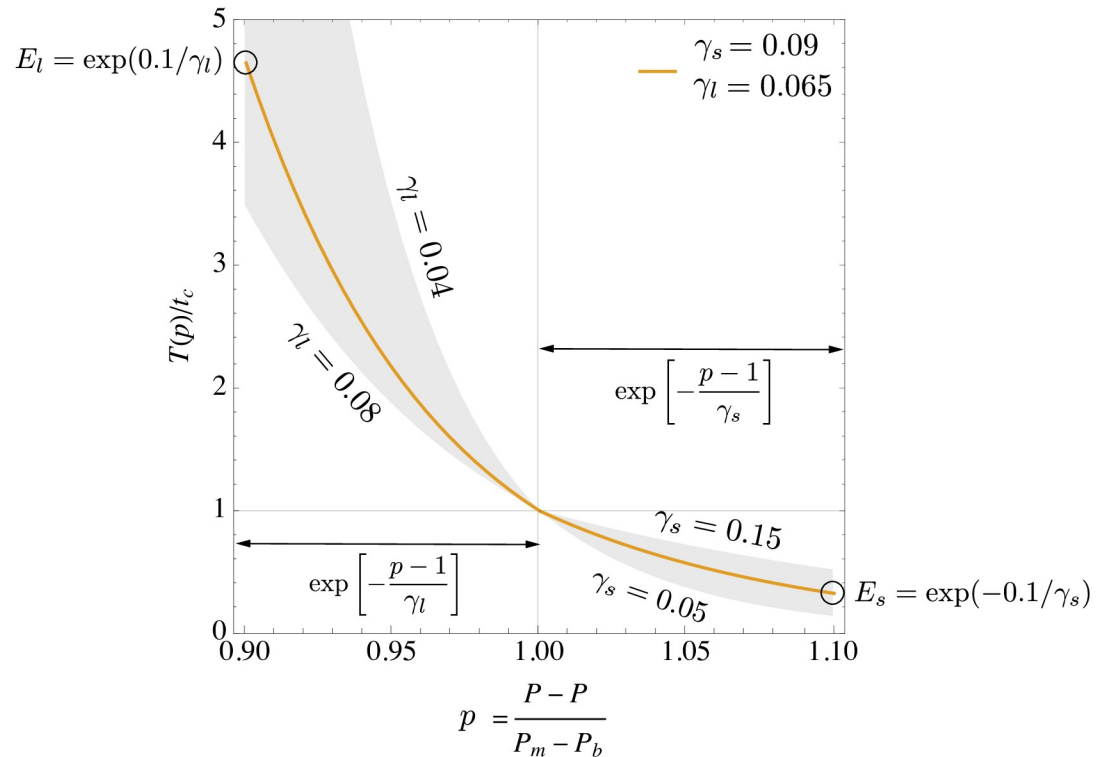 5
4
3
2
1
0
T(p)/t_c
E_l = exp(0.1/γ_l)
γ_s = 0.09
γ_l = 0.065
γ_l = 0.04
γ_l = 0.08
exp [ − (p − 1)/γ_s ]
γ_s = 0.15
γ_s = 0.05
exp [ − (p − 1)/γ_l ]
E_s = exp(−0.1/γ_s)
0.90 0.95 1.00 1.05 1.10
p = (P − P)/(P_m − P_b)